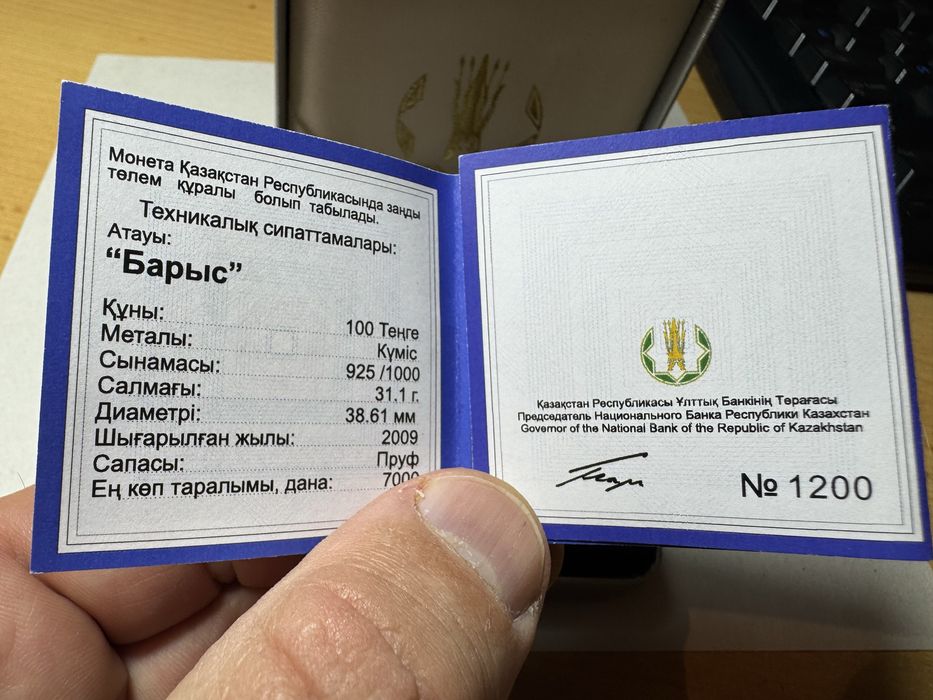 Монета Қазақстан Республикасында заңды
төлем құралы болып табылады.
Техникалық сипаттамалары:
Атауы:
“Барыс”
Құны: 100 Теңге
Металы: Күміс
Сынамасы: 925 /1000
Салмағы: 31.1 г.
Диаметрі: 38.61 мм
Шығарылған жылы: 2009
Сапасы: Пруф
Ең көп таралымы, дана: 7000
Қазақстан Республикасы Ұлттық Банкінің Төрағасы
Председатель Национального Банка Республики Казахстан
Governor of the National Bank of the Republic of Kazakhstan
№ 1200